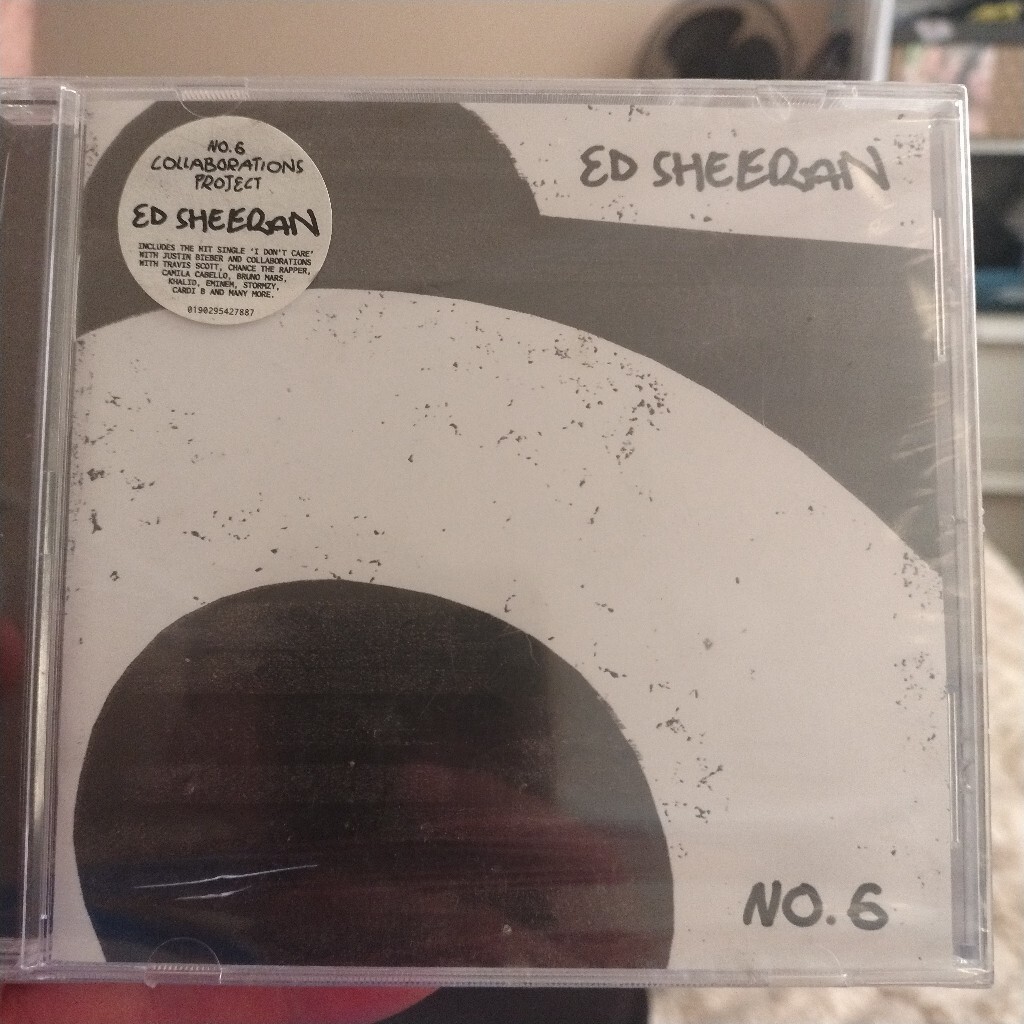 NO.6
COLLABORATIONS
PROJECT
ED SHEERAN
INCLUDES THE HIT SINGLE 'I DON'T CARE'
WITH JUSTIN BIEBER AND COLLABORATIONS
WITH TRAVIS SCOTT, CHANCE THE RAPPER,
CAMILA CABELLO, BRUNO MARS,
KHALID, EMINEM, STORMZY,
CARDI B AND MANY MORE.
0190295427887
ED SHEERAN
NO.6